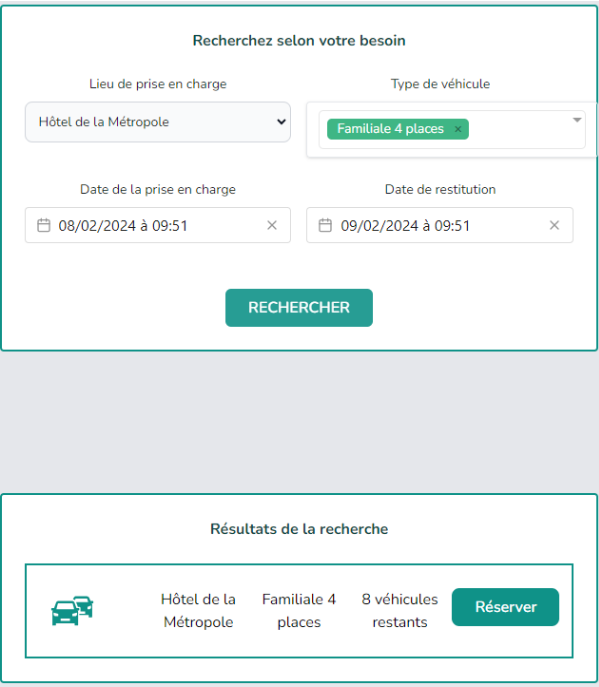 Recherchez selon votre besoin
Lieu de prise en charge
Type de véhicule
Hôtel de la Métropole
Familiale 4 places ×
Date de la prise en charge
Date de restitution
08/02/2024 à 09:51
09/02/2024 à 09:51
RECHERCHER
Résultats de la recherche
Hôtel de la
Métropole
Familiale 4
places
8 véhicules
restants
Réserver